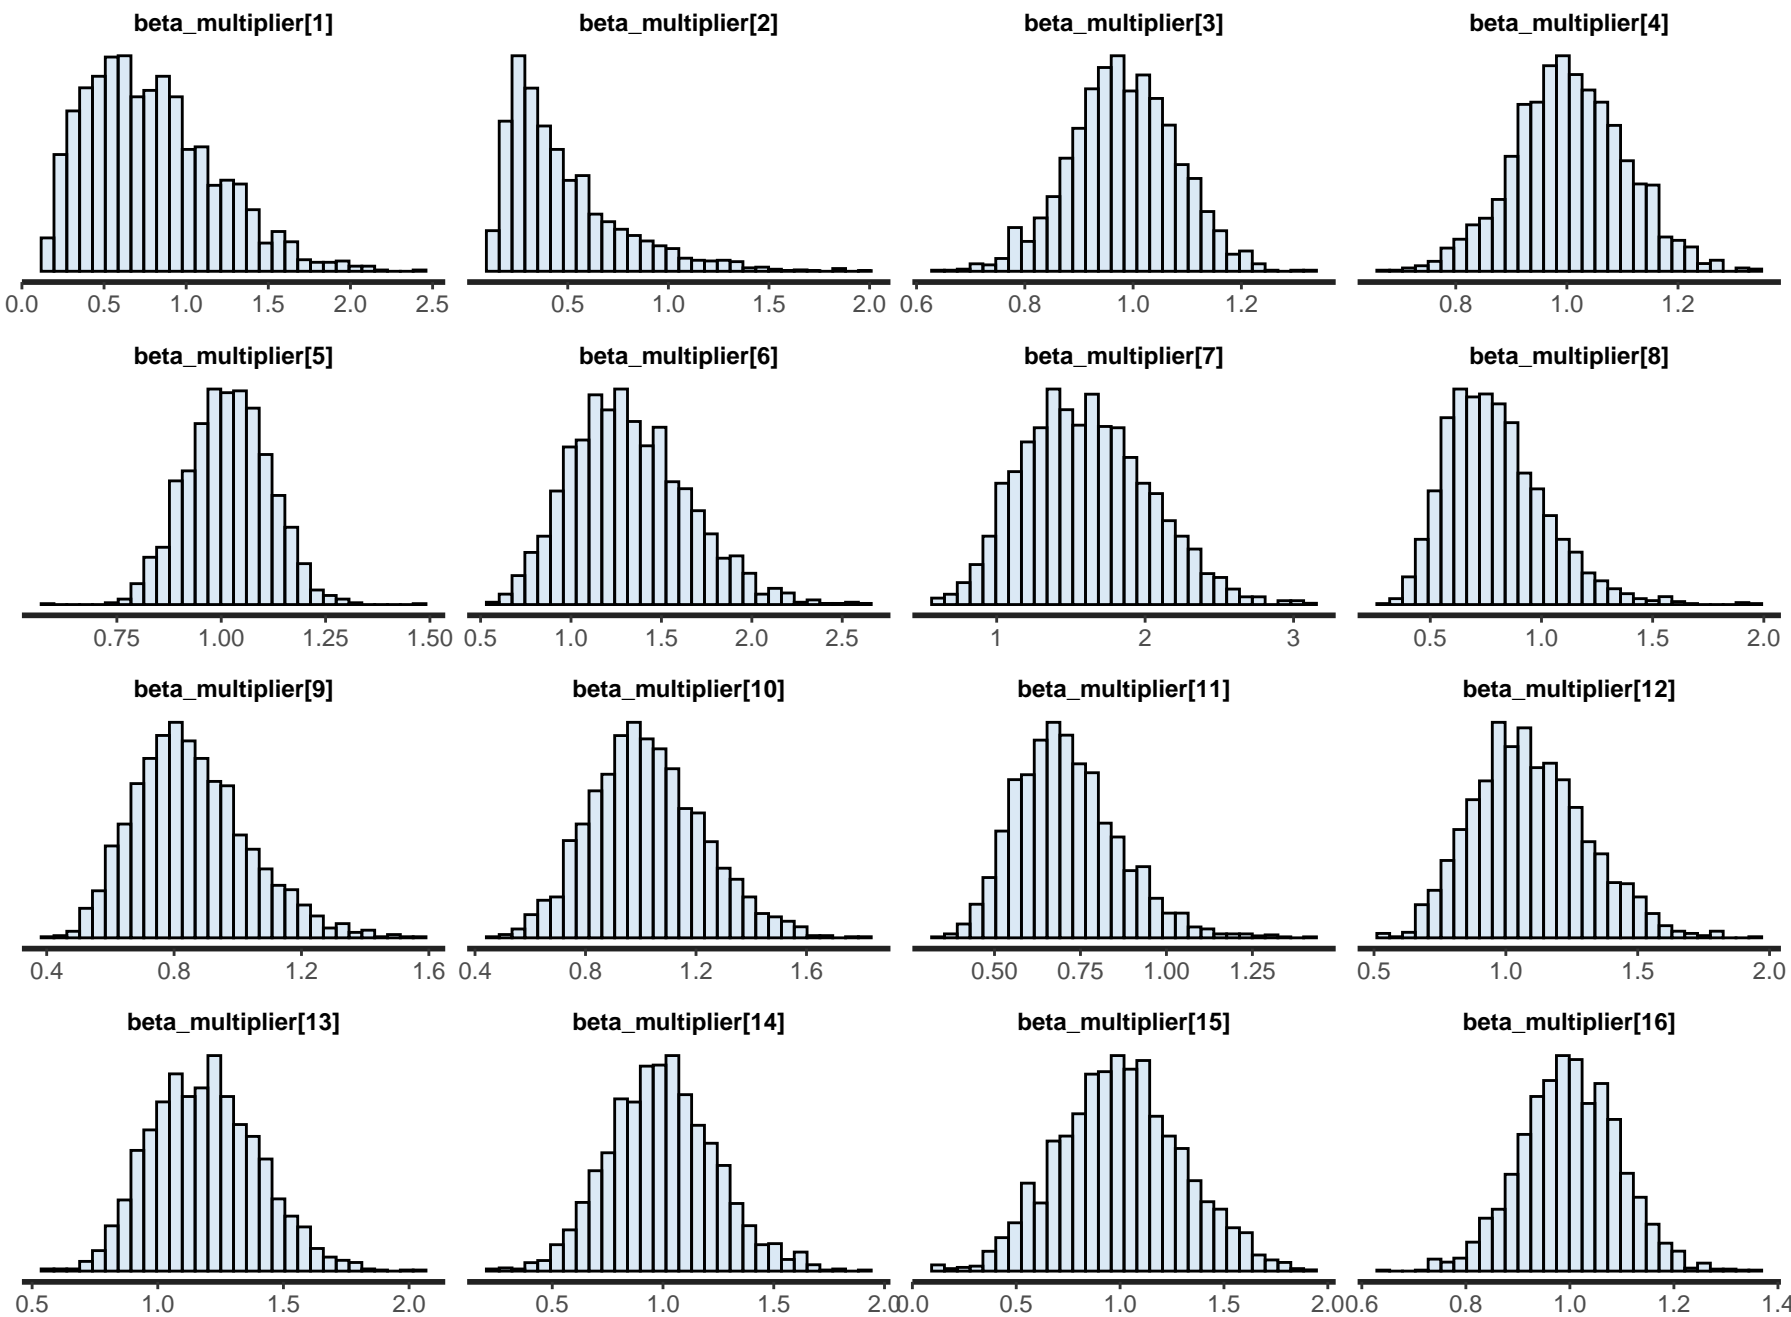 beta_multiplier[1] beta_multiplier[2] beta_multiplier[3] beta_multiplier[4]
0.0 0.5 1.0 1.5 2.0 2.5 0.5 1.0 1.5 2.0 0.6 0.8 1.0 1.2 0.8 1.0 1.2
beta_multiplier[5] beta_multiplier[6] beta_multiplier[7] beta_multiplier[8]
0.75 1.00 1.25 1.50 0.5 1.0 1.5 2.0 2.5 1 2 3 0.5 1.0 1.5 2.0
beta_multiplier[9] beta_multiplier[10] beta_multiplier[11] beta_multiplier[12]
0.4 0.8 1.2 1.6 0.4 0.8 1.2 1.6 0.50 0.75 1.00 1.25 0.5 1.0 1.5 2.0
beta_multiplier[13] beta_multiplier[14] beta_multiplier[15] beta_multiplier[16]
0.5 1.0 1.5 2.0 0.5 1.0 1.5 2.0 0.0 0.5 1.0 1.5 2.0 0.6 0.8 1.0 1.2 1.4